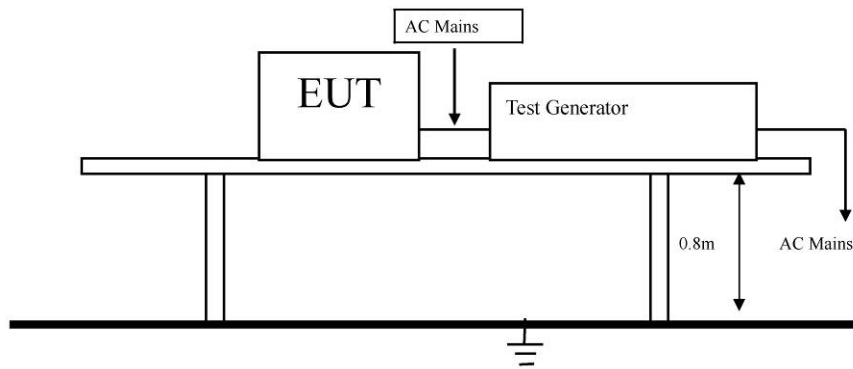 AC Mains
EUT
Test Generator
0.8m
AC Mains